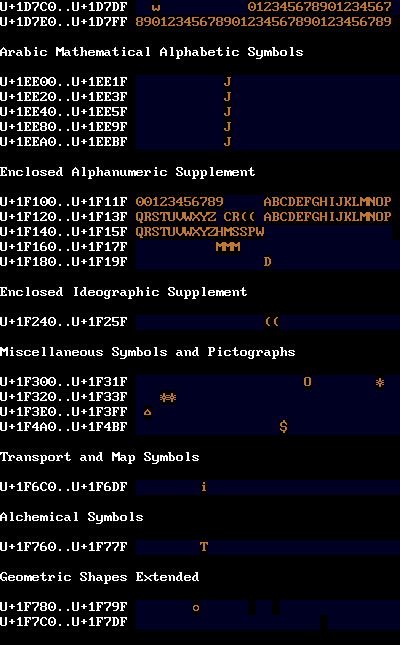 U+1D7C0..U+1D7DF   w           012345678901234567
U+1D7E0..U+1D7FF 89012345678901234567890123456789
Arabic Mathematical Alphabetic Symbols
U+1EE00..U+1EE1F            J
U+1EE20..U+1EE3F            J
U+1EE40..U+1EE5F            J
U+1EE80..U+1EE9F            J
U+1EEA0..U+1EEBF            J
Enclosed Alphanumeric Supplement
U+1F100..U+1F11F 00123456789     ABCDEFGHIJKLMNOP
U+1F120..U+1F13F QRSTUVWXYZ CR(( ABCDEFGHIJKLMNOP
U+1F140..U+1F15F QRSTUVWXYZHMSSPW
U+1F160..U+1F17F           MMM
U+1F180..U+1F19F                 D
Enclosed Ideographic Supplement
U+1F240..U+1F25F                 ((
Miscellaneous Symbols and Pictographs
U+1F300..U+1F31F                      O        *
U+1F320..U+1F33F    **
U+1F3E0..U+1F3FF  △
U+1F4A0..U+1F4BF                   $
Transport and Map Symbols
U+1F6C0..U+1F6DF         i
Alchemical Symbols
U+1F760..U+1F77F         T
Geometric Shapes Extended
U+1F780..U+1F79F        o
U+1F7C0..U+1F7DF